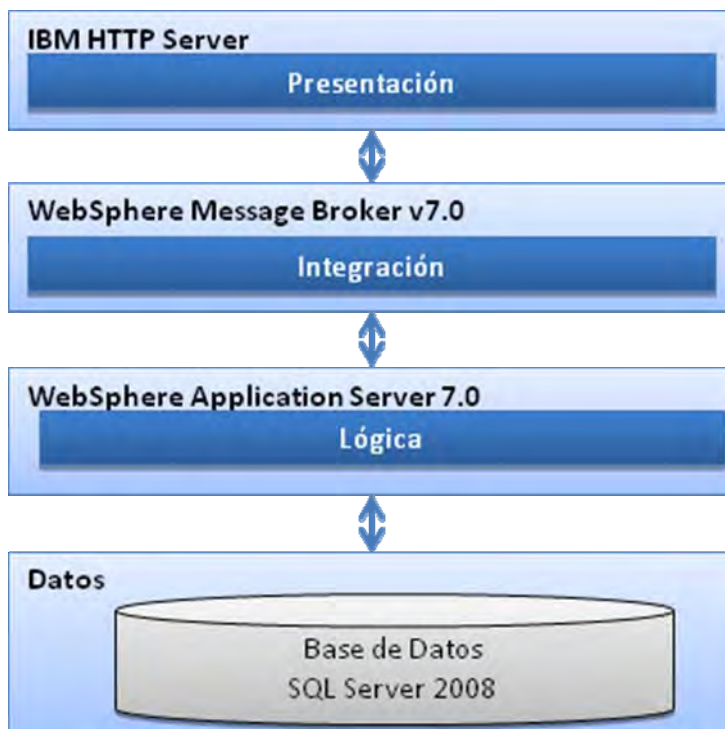 IBM HTTP Server
Presentación
WebSphere Message Broker v7.0
Integración
WebSphere Application Server 7.0
Lógica
Datos
Base de Datos
SQL Server 2008